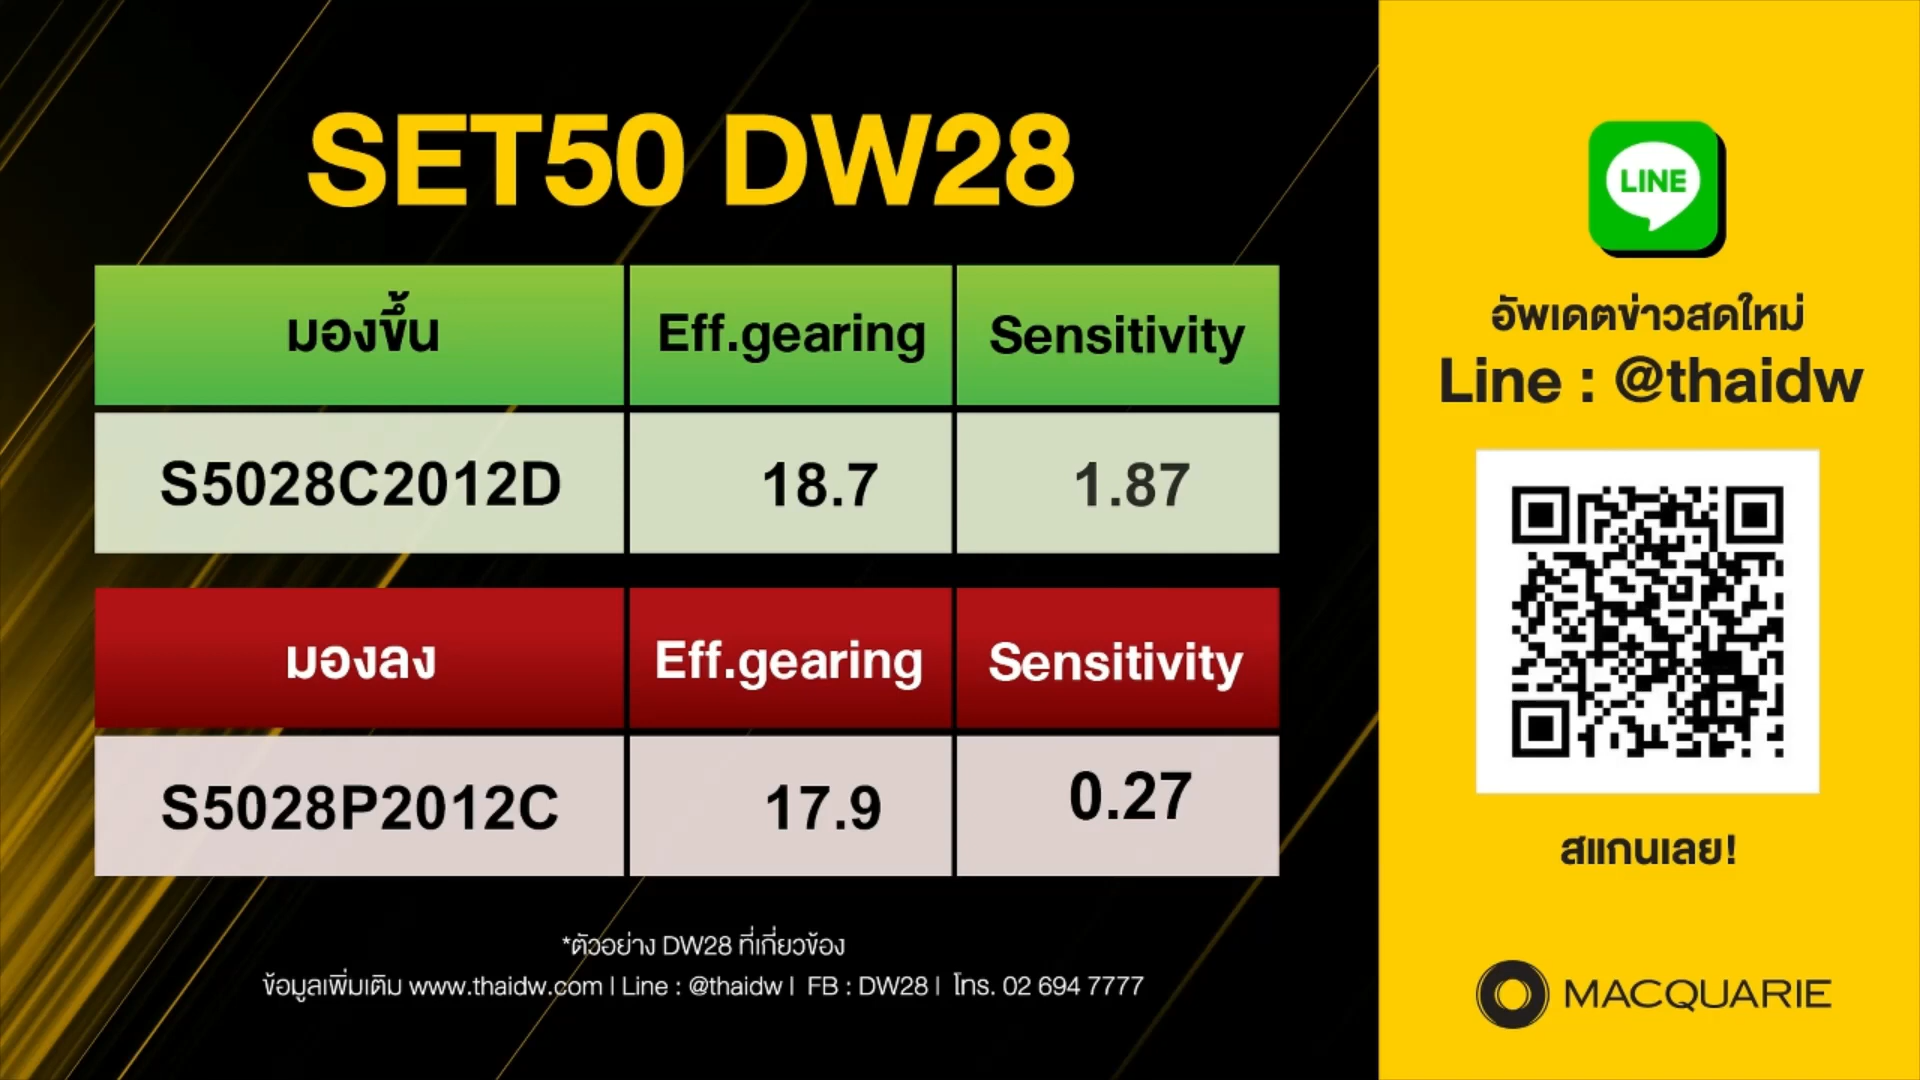 SET50 DW28
มองขึ้น Eff.gearing Sensitivity
S5028C2012D 18.7 1.87
มองลง Eff.gearing Sensitivity
S5028P2012C 17.9 0.27
*ตัวอย่าง DW28 ที่เกี่ยวข้อง
ข้อมูลเพิ่มเติม www.thaidw.com | Line : @thaidw | FB : DW28 | โทร. 02 694 7777
LINE
อัพเดตข่าวสดใหม่
Line : @thaidw
สแกนเลย!
MACQUARIE